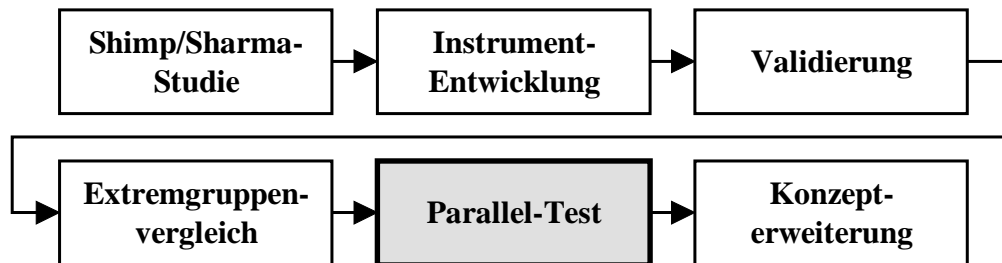 Shimp/Sharma-
Studie
Instrument-
Entwicklung
Validierung
Extremgruppen-
vergleich
Parallel-Test
Konzept-
erweiterung